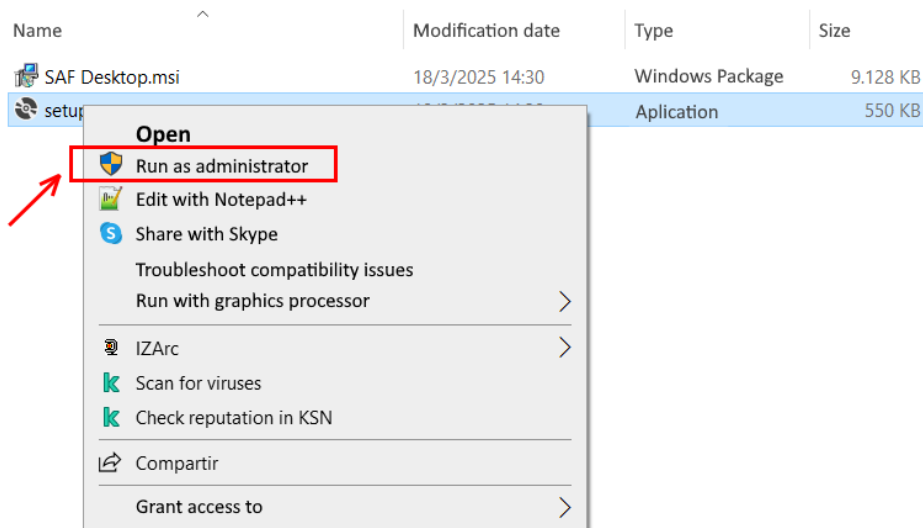 Name Modification date Type Size
SAF Desktop.msi 18/3/2025 14:30 Windows Package 9.128 KB
setup Aplication 550 KB
Open
Run as administrator
Edit with Notepad++
Share with Skype
Troubleshoot compatibility issues
Run with graphics processor
IZArc
Scan for viruses
Check reputation in KSN
Compartir
Grant access to